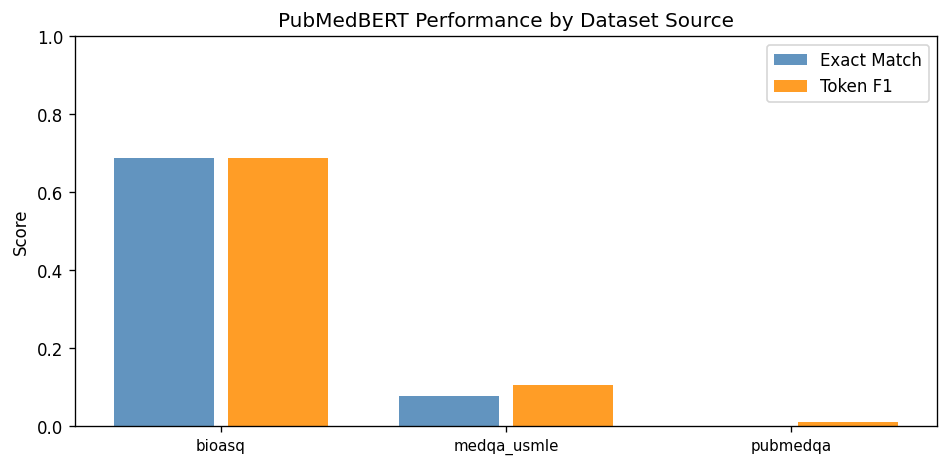 PubMedBERT Performance by Dataset Source
Exact Match
Token F1
Score
1.0
0.8
0.6
0.4
0.2
0.0
bioasq
medqa_usmle
pubmedqa